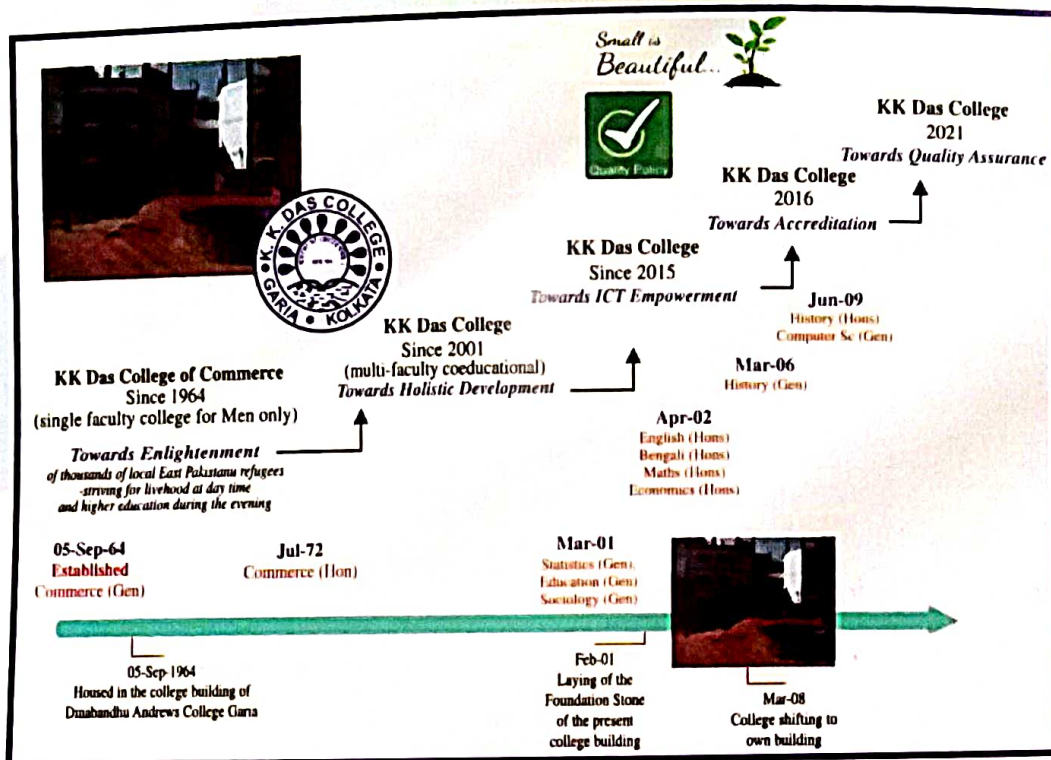 Small is
Beautiful...
Quality Policy
KK Das College
2021
Towards Quality Assurance
KK Das College
2016
Towards Accreditation
KK Das College
Since 2015
Towards ICT Empowerment
K. K. DAS COLLEGE
GARIA • KOLKATA
KK Das College
Since 2001
(multi-faculty coeducational)
Towards Holistic Development
KK Das College of Commerce
Since 1964
(single faculty college for Men only)
Towards Enlightenment
of thousands of local East Pakistani refugees
-striving for livehood at day time
and higher education during the evening
Jun-09
History (Hons)
Computer Sc (Gen)
Mar-06
History (Gen)
Apr-02
English (Hons)
Bengali (Hons)
Maths (Hons)
Economics (Hons)
05-Sep-64
Established
Commerce (Gen)
Jul-72
Commerce (Hon)
Mar-01
Statistics (Gen),
Education (Gen)
Sociology (Gen)
05-Sep-1964
Housed in the college building of
Dinabandhu Andrews College Garia
Feb-01
Laying of the
Foundation Stone
of the present
college building
Mar-08
College shifting to
own building